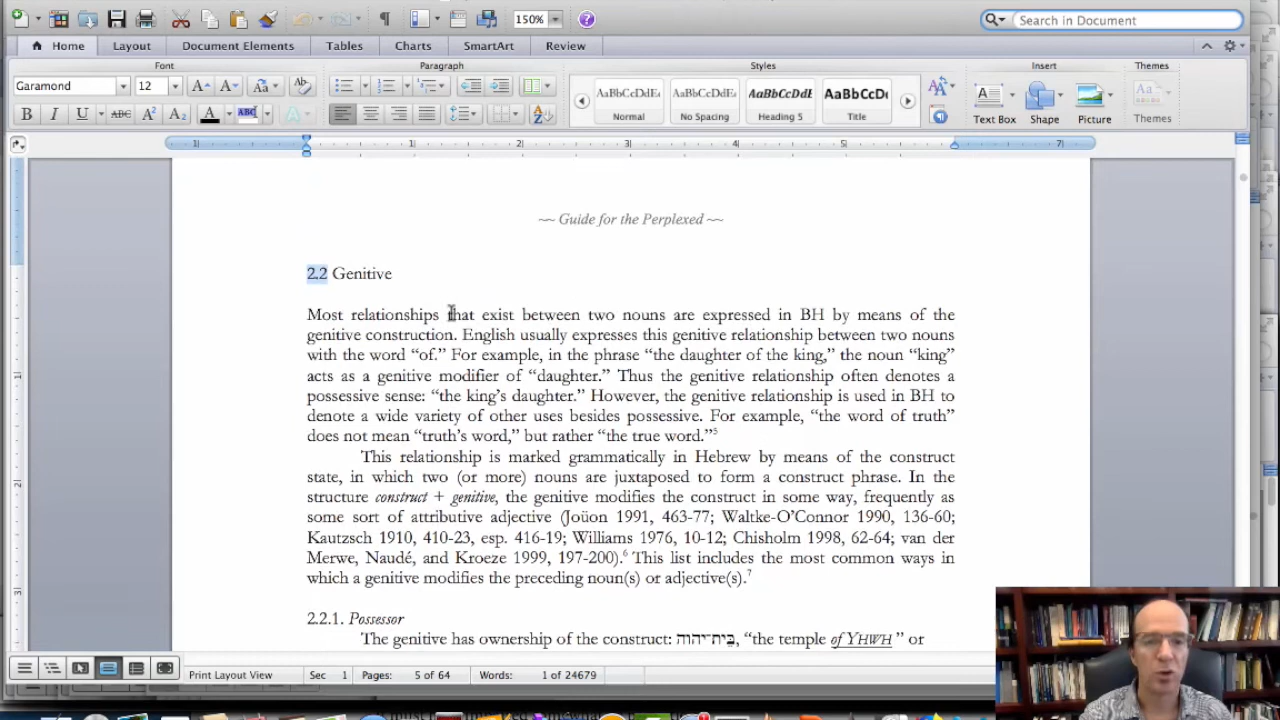 150%
Search in Document
Home Layout Document Elements Tables Charts SmartArt Review
Font Paragraph Styles Insert Themes
Garamond 12 AaBbCcDdEe AaBbCcDdEe AaBbCcDdE AaBbCcDc
Normal No Spacing Heading 5 Title Text Box Shape Picture Themes
~~ Guide for the Perplexed ~~
2.2 Genitive
Most relationships that exist between two nouns are expressed in BH by means of the
genitive construction. English usually expresses this genitive relationship between two nouns
with the word “of.” For example, in the phrase “the daughter of the king,” the noun “king”
acts as a genitive modifier of “daughter.” Thus the genitive relationship often denotes a
possessive sense: “the king’s daughter.” However, the genitive relationship is used in BH to
denote a wide variety of other uses besides possessive. For example, “the word of truth”
does not mean “truth’s word,” but rather “the true word.”5
This relationship is marked grammatically in Hebrew by means of the construct
state, in which two (or more) nouns are juxtaposed to form a construct phrase. In the
structure construct + genitive, the genitive modifies the construct in some way, frequently as
some sort of attributive adjective (Joüon 1991, 463-77; Waltke-O’Connor 1990, 136-60;
Kautzsch 1910, 410-23, esp. 416-19; Williams 1976, 10-12; Chisholm 1998, 62-64; van der
Merwe, Naudé, and Kroeze 1999, 197-200).6 This list includes the most common ways in
which a genitive modifies the preceding noun(s) or adjective(s).7
2.2.1. Possessor
The genitive has ownership of the construct: בֵּית־יהוה, “the temple of YHWH ” or
Print Layout View Sec 1 Pages: 5 of 64 Words: 1 of 24679